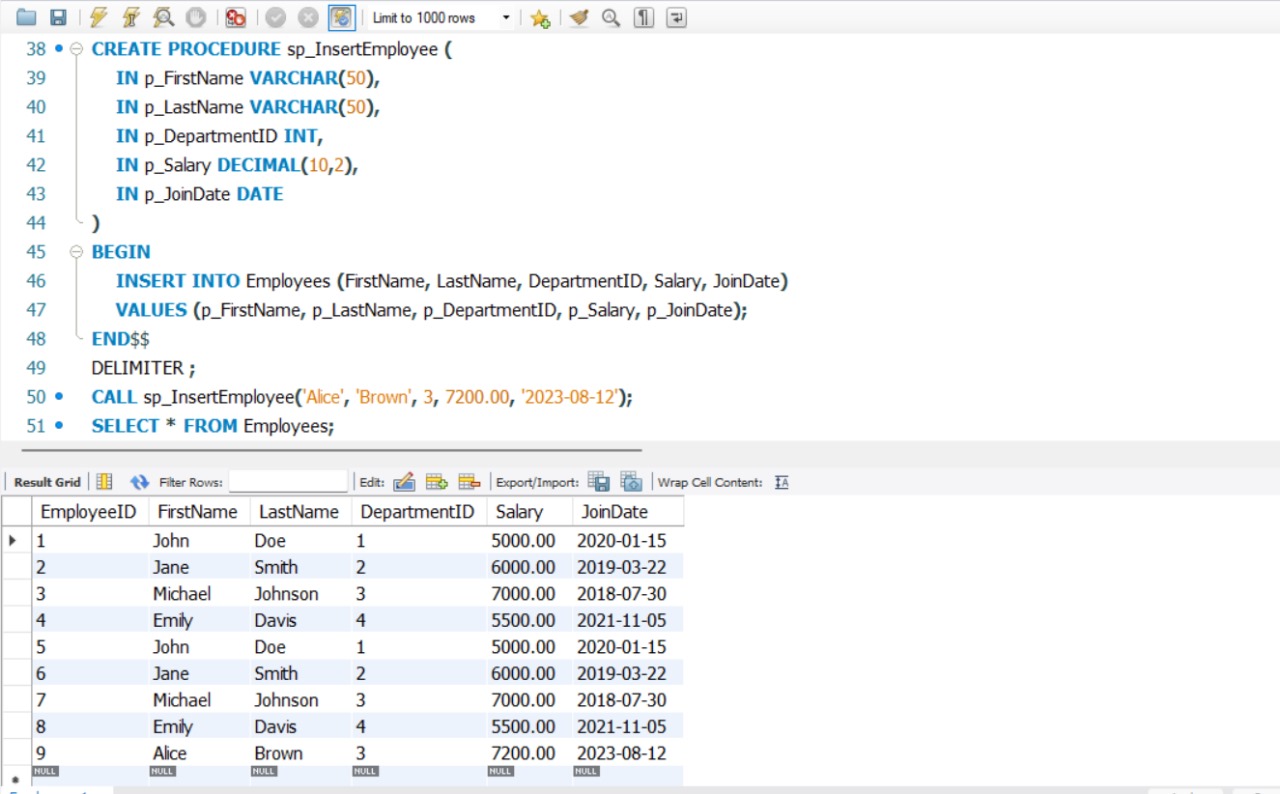 Limit to 1000 rows
38 CREATE PROCEDURE sp_InsertEmployee (
39 IN p_FirstName VARCHAR(50),
40 IN p_LastName VARCHAR(50),
41 IN p_DepartmentID INT,
42 IN p_Salary DECIMAL(10,2),
43 IN p_JoinDate DATE
44 )
45 BEGIN
46 INSERT INTO Employees (FirstName, LastName, DepartmentID, Salary, JoinDate)
47 VALUES (p_FirstName, p_LastName, p_DepartmentID, p_Salary, p_JoinDate);
48 END$$
49 DELIMITER ;
50 CALL sp_InsertEmployee('Alice', 'Brown', 3, 7200.00, '2023-08-12');
51 SELECT * FROM Employees;
Result Grid Filter Rows: Edit: Export/Import: Wrap Cell Content:
EmployeeID FirstName LastName DepartmentID Salary JoinDate
1 John Doe 1 5000.00 2020-01-15
2 Jane Smith 2 6000.00 2019-03-22
3 Michael Johnson 3 7000.00 2018-07-30
4 Emily Davis 4 5500.00 2021-11-05
5 John Doe 1 5000.00 2020-01-15
6 Jane Smith 2 6000.00 2019-03-22
7 Michael Johnson 3 7000.00 2018-07-30
8 Emily Davis 4 5500.00 2021-11-05
9 Alice Brown 3 7200.00 2023-08-12
NULL NULL NULL NULL NULL NULL